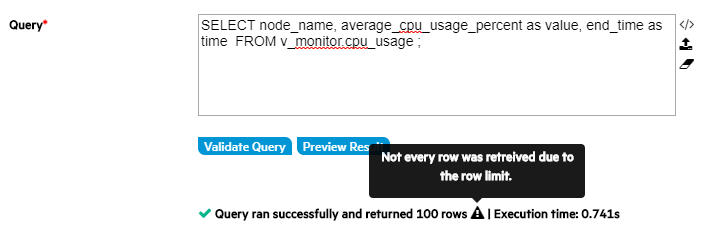 Query*
SELECT node_name, average_cpu_usage_percent as value, end_time as
time FROM v_monitor.cpu_usage ;
</>
Validate Query
Preview Res
Not every row was retreived due to
the row limit.
Query ran successfully and returned 100 rows | Execution time: 0.741s